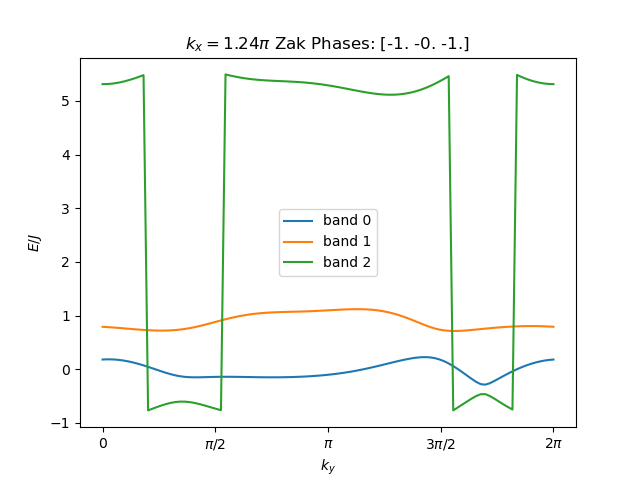 $k_x = 1.24\pi$ Zak Phases: [-1. -0. -1.]
E/J
5
4
3
2
1
0
−1
band 0
band 1
band 2
0
π/2
π
3π/2
2π
$k_y$